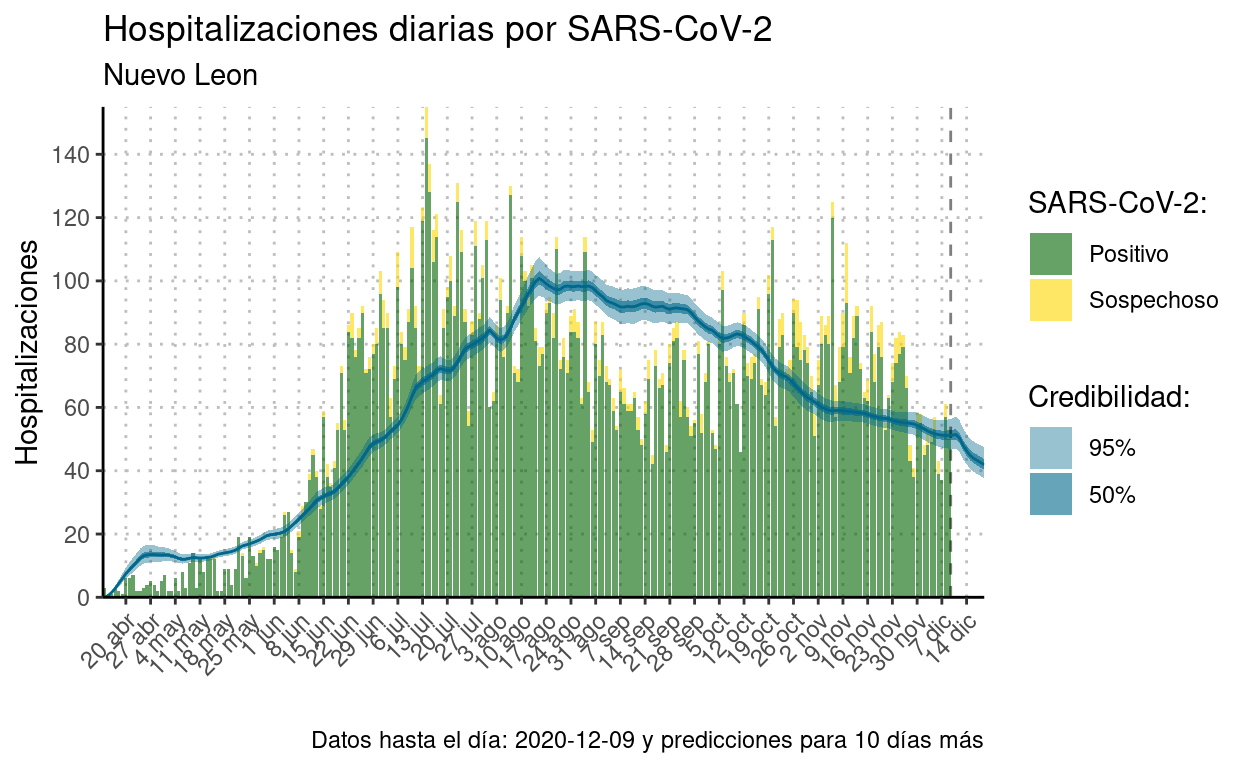 Hospitalizaciones diarias por SARS-CoV-2
Nuevo Leon
Hospitalizaciones
140
120
100
80
60
40
20
0
20 abr
27 abr
4 may
11 may
18 may
25 may
1 jun
8 jun
15 jun
22 jun
29 jun
6 jul
13 jul
20 jul
27 jul
3 ago
10 ago
17 ago
24 ago
31 ago
7 sep
14 sep
21 sep
28 sep
5 oct
12 oct
19 oct
26 oct
2 nov
9 nov
16 nov
23 nov
30 nov
7 dic
14 dic
SARS-CoV-2:
Positivo
Sospechoso
Credibilidad:
95%
50%
Datos hasta el día: 2020-12-09 y predicciones para 10 días más